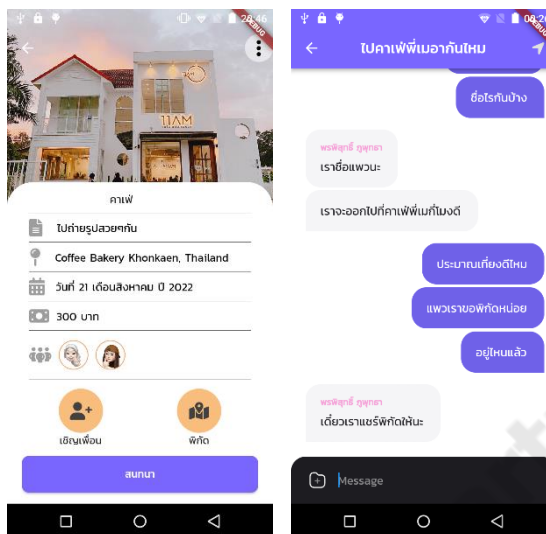 20:46
11AM
คาเฟ่
ไปถ่ายรูปสวยๆกัน
Coffee Bakery Khonkaen, Thailand
วันที่ 21 เดือนสิงหาคม ปี 2022
300 บาท
เชิญเพื่อน
พิกัด
สนทนา
ไปคาเฟ่พี่เมอากันไหม
ชื่อไรกันบ้าง
พรพิสุทธิ์ ภูพุทธา
เราชื่อแพวนะ
เราจะออกไปที่คาเฟ่พี่เมกี่โมงดี
ประมาณเที่ยงดีไหม
แพวเราขอพิกัดหน่อย
อยู่ไหนแล้ว
พรพิสุทธิ์ ภูพุทธา
เดี๋ยวเราแชร์พิกัดให้นะ
Message